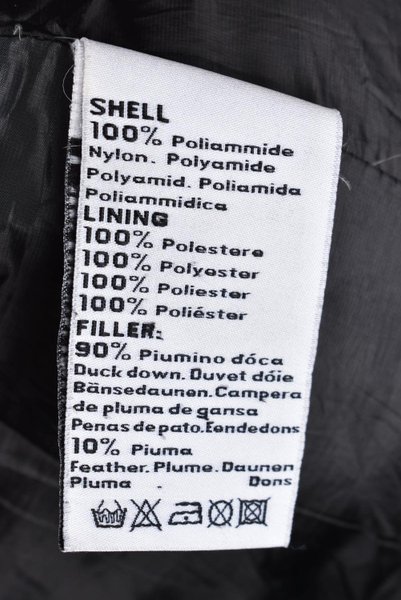 SHELL
100% Poliammide
Nylon. Polyamide
Polyamid. Poliamida
Poliammidica
LINING
100% Polestere
100% Polyester
100% Poliester
100% Poliéster
FILLER:
90% Piumino dóca
Duck down. Duvet dóie
Bänsedaunen. Campera
de pluma de gansa
Penas de pato. Eendedons
10% Piuma
Feather. Plume. Daunen
Pluma Dons